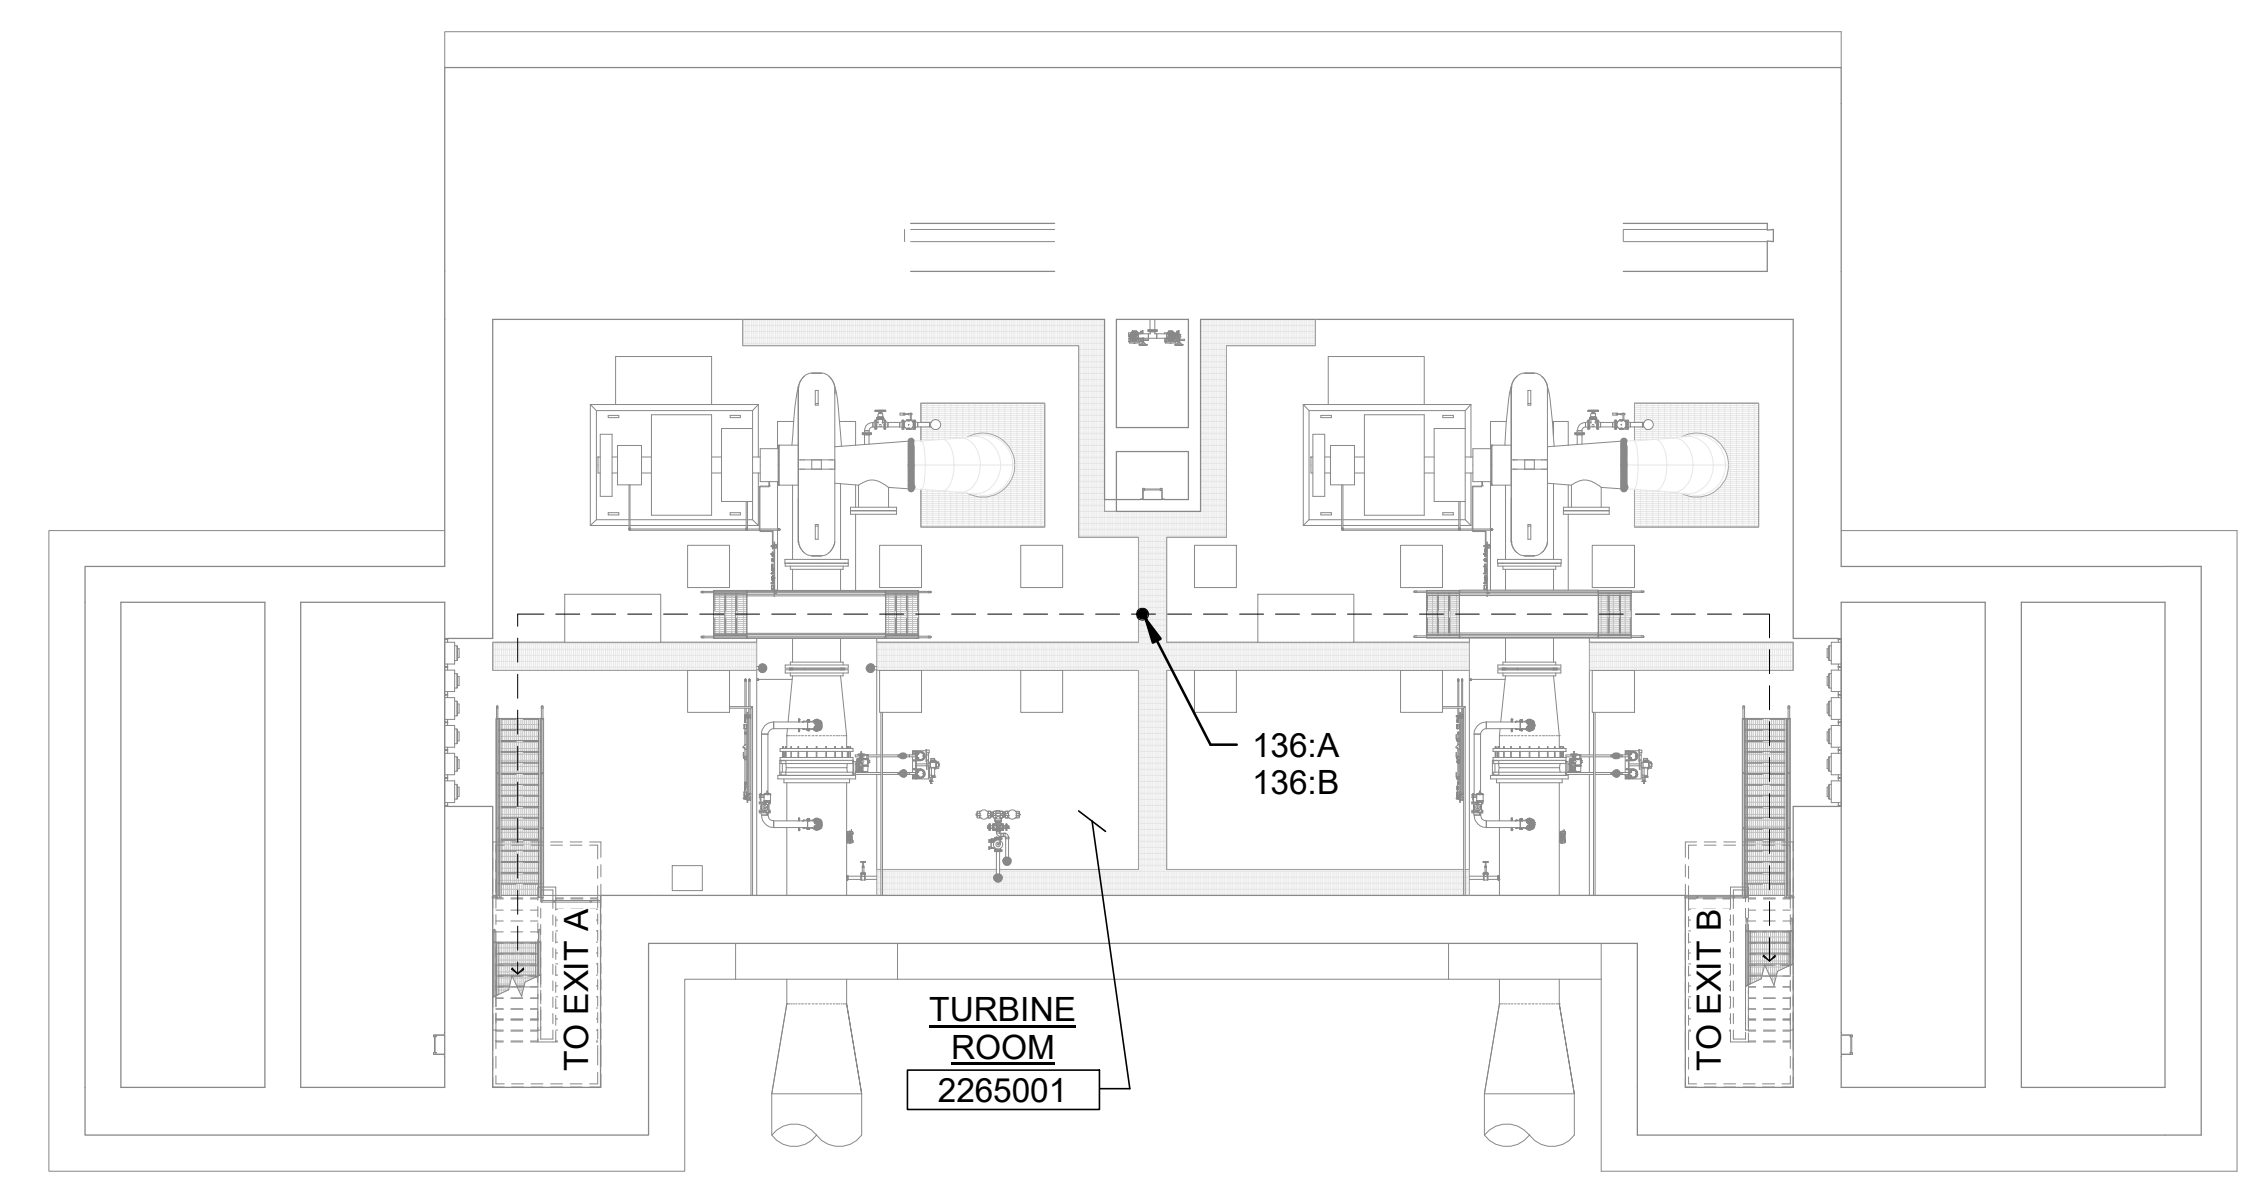 136:A
136:B
TO EXIT A
TO EXIT B
TURBINE
ROOM
2265001